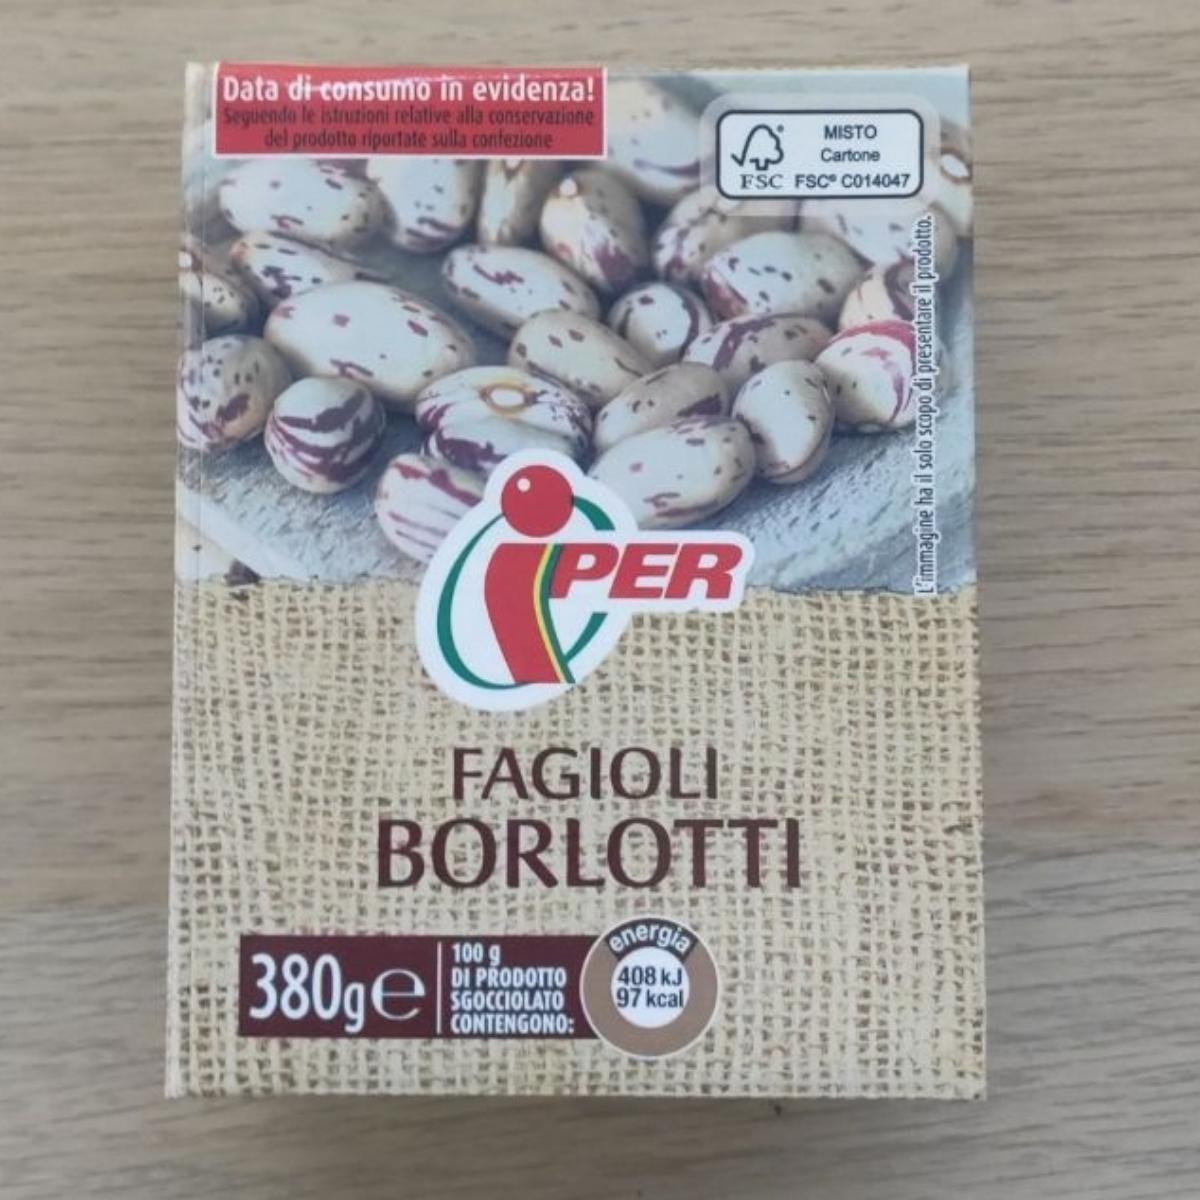 Data di consumo in evidenza!
Seguendo le istruzioni relative alla conservazione
del prodotto riportate sulla confezione
MISTO
Cartone
FSC FSC® C014047
L'immagine ha il solo scopo di presentare il prodotto.
iPER
FAGIOLI
BORLOTTI
380g e
100 g
DI PRODOTTO
SGOCCIOLATO
CONTENGONO:
energia
408 kJ
97 kcal